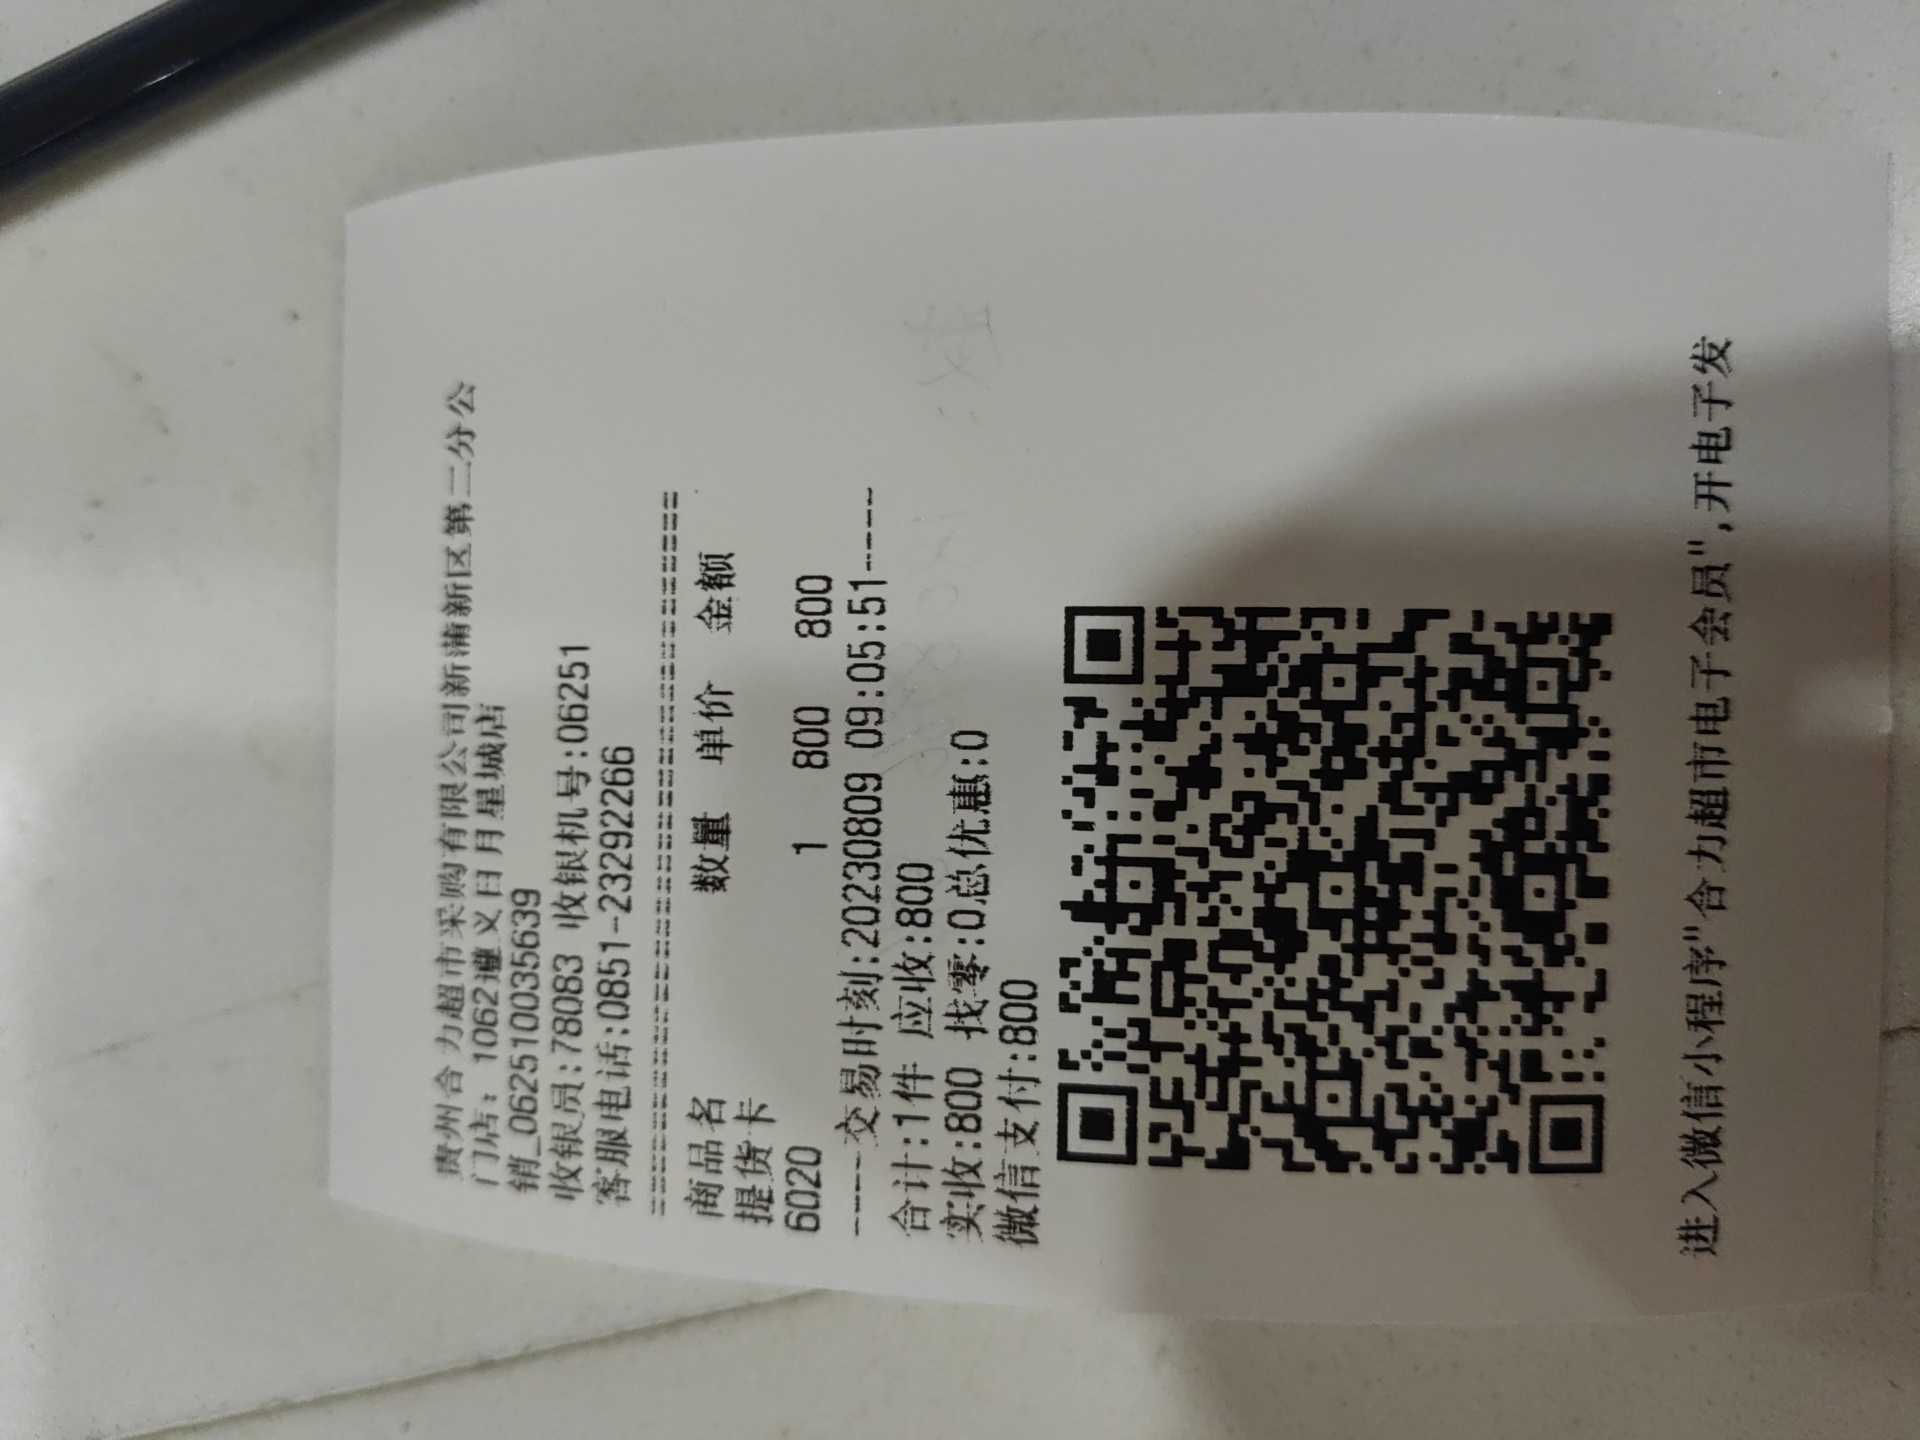 贵州合力超市采购有限公司新蒲新区第二分公
门店：1062遵义日月星城店
销_062510035639
收银员:78083 收银机号:06251
客服电话:0851-23292266
================================
商品名 数量 单价 金额
提货卡
6020 1 800 800
----交易时刻:20230809 09:05:51-----
合计:1件 应收:800
实收:800 找零:0总优惠:0
微信支付:800
进入微信小程序"合力超市电子会员",开电子发